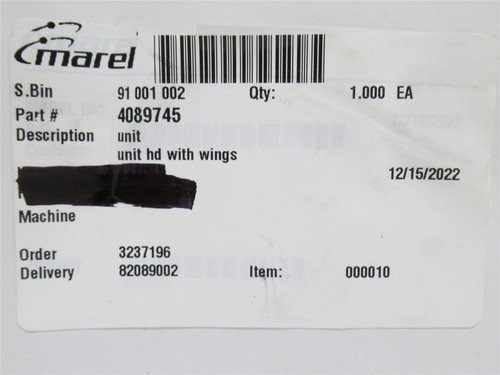 marel
S.Bin 91 001 002 Qty: 1.000 EA
Part # 4089745
Description unit
unit hd with wings
12/15/2022
Machine
Order 3237196
Delivery 82089002 Item: 000010